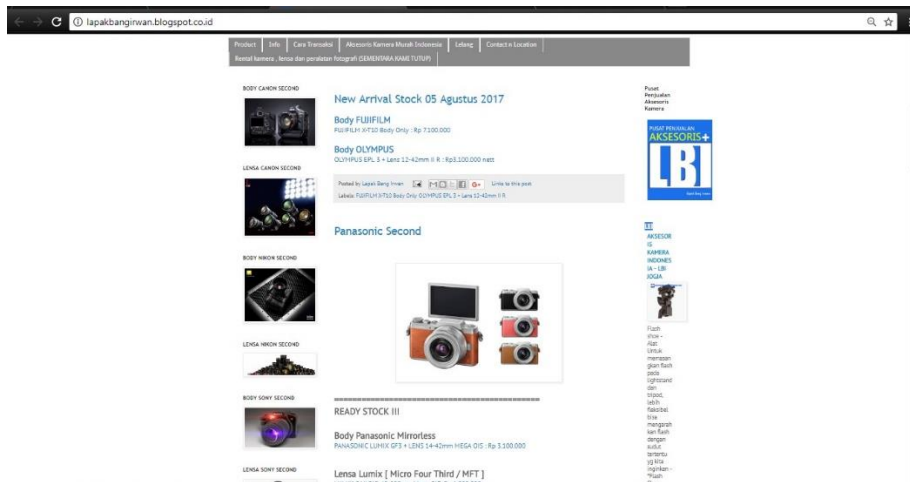 lapakbangirwan.blogspot.co.id
Product Info Cara Transaksi Aksesoris Kamera Murah Indonesia Lelang Contact n Location
Rental kamera , lensa dan peralatan fotografi (SEMENTARA KAMI TUTUP)
BODY CANON SECOND
LENSA CANON SECOND
BODY NIKON SECOND
LENSA NIKON SECOND
BODY SONY SECOND
LENSA SONY SECOND
New Arrival Stock 05 Agustus 2017
Body FUJIFILM
FUJIFILM X-T10 Body Only : Rp 7.100.000
Body OLYMPUS
OLYMPUS EPL 3 + Lens 12-42mm II R : Rp3.100.000 nett
Posted by Lapak Bang Irwan Links to this post
Labels: FUJIFILM X-T10 Body Only OLYMPUS EPL 3 + Lens 12-42mm II R
Panasonic Second
READY STOCK !!!
Body Panasonic Mirrorless
PANASONIC LUMIX GF3 + LENS 14-42mm MEGA OIS : Rp 3.100.000
Lensa Lumix [ Micro Four Third / MFT ]
Pusat
Penjualan
Aksesoris
Kamera
PUSAT PENJUALAN
AKSESORIS+
LBI
LBI
AKSESOR
IS
KAMERA
INDONES
IA - LBI
JOGJA
Flash
shoe -
Alat
Untuk
memasan
gkan flash
pada
lightstand
dan
tripod,
lebih
fleksibel
bisa
mengarah
kan flash
dengan
sudut
tertentu
yg kita
inginkan -
*Flash